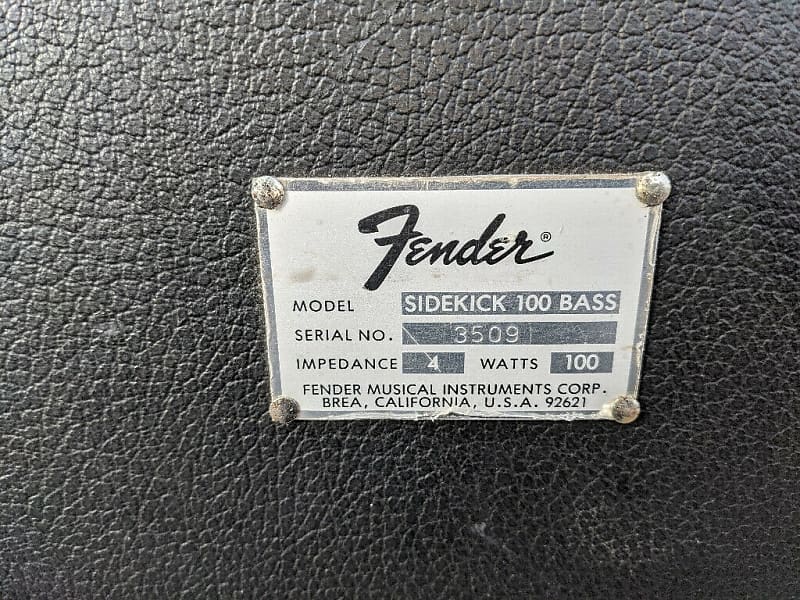 Fender®
MODEL SIDEKICK 100 BASS
SERIAL NO. 3509
IMPEDANCE 4 WATTS 100
FENDER MUSICAL INSTRUMENTS CORP.
BREA, CALIFORNIA, U.S.A. 92621